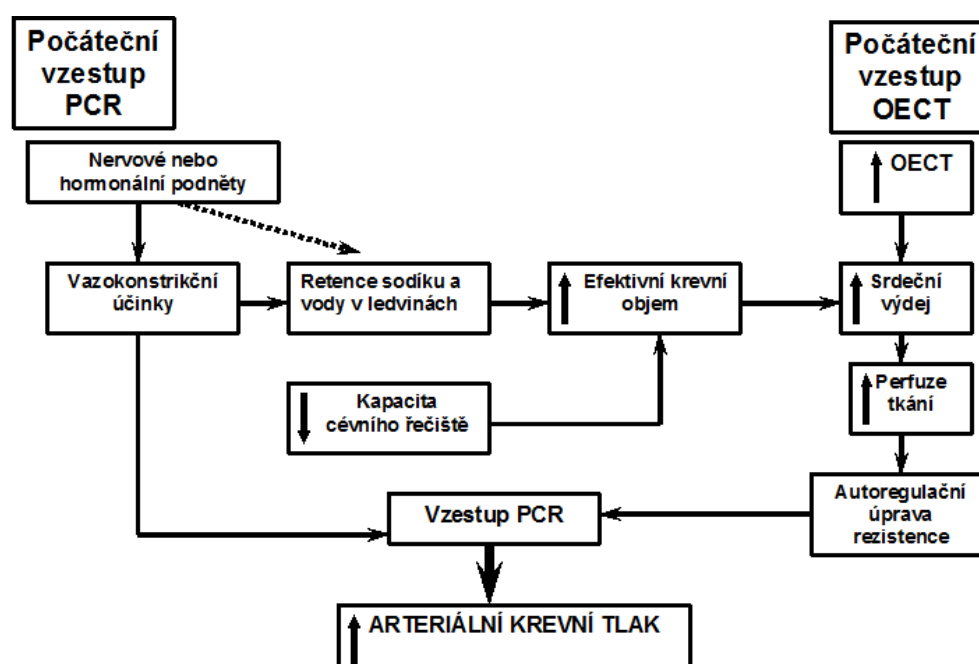 Počáteční
vzestup
PCR
Počáteční
vzestup
OECT
Nervové nebo
hormonální podněty
OECT
Vazokonstrikční
účinky
Retence sodíku a
vody v ledvinách
Efektivní krevní
objem
Srdeční
výdej
Kapacita
cévního řečiště
Perfuze
tkání
Vzestup PCR
Autoregulační
úprava
rezistence
ARTERIÁLNÍ KREVNÍ TLAK